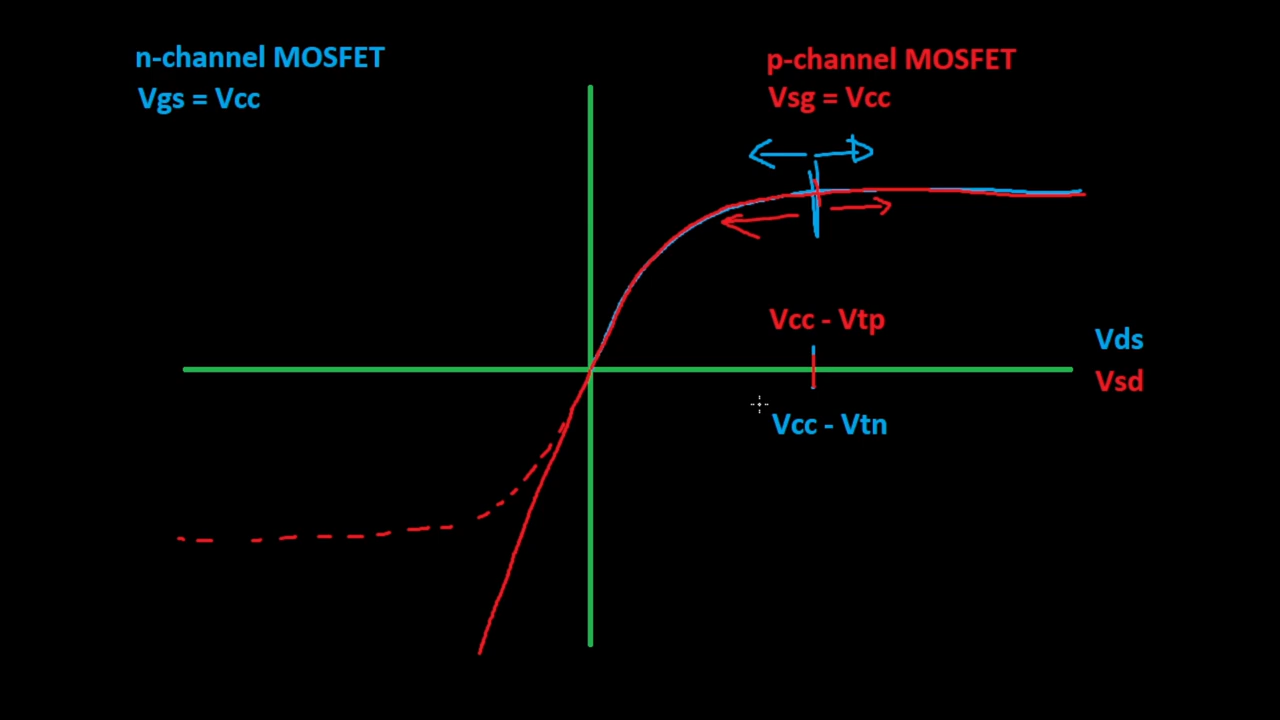 n-channel MOSFET
Vgs = Vcc
p-channel MOSFET
Vsg = Vcc
Vcc - Vtp
Vds
Vsd
Vcc - Vtn